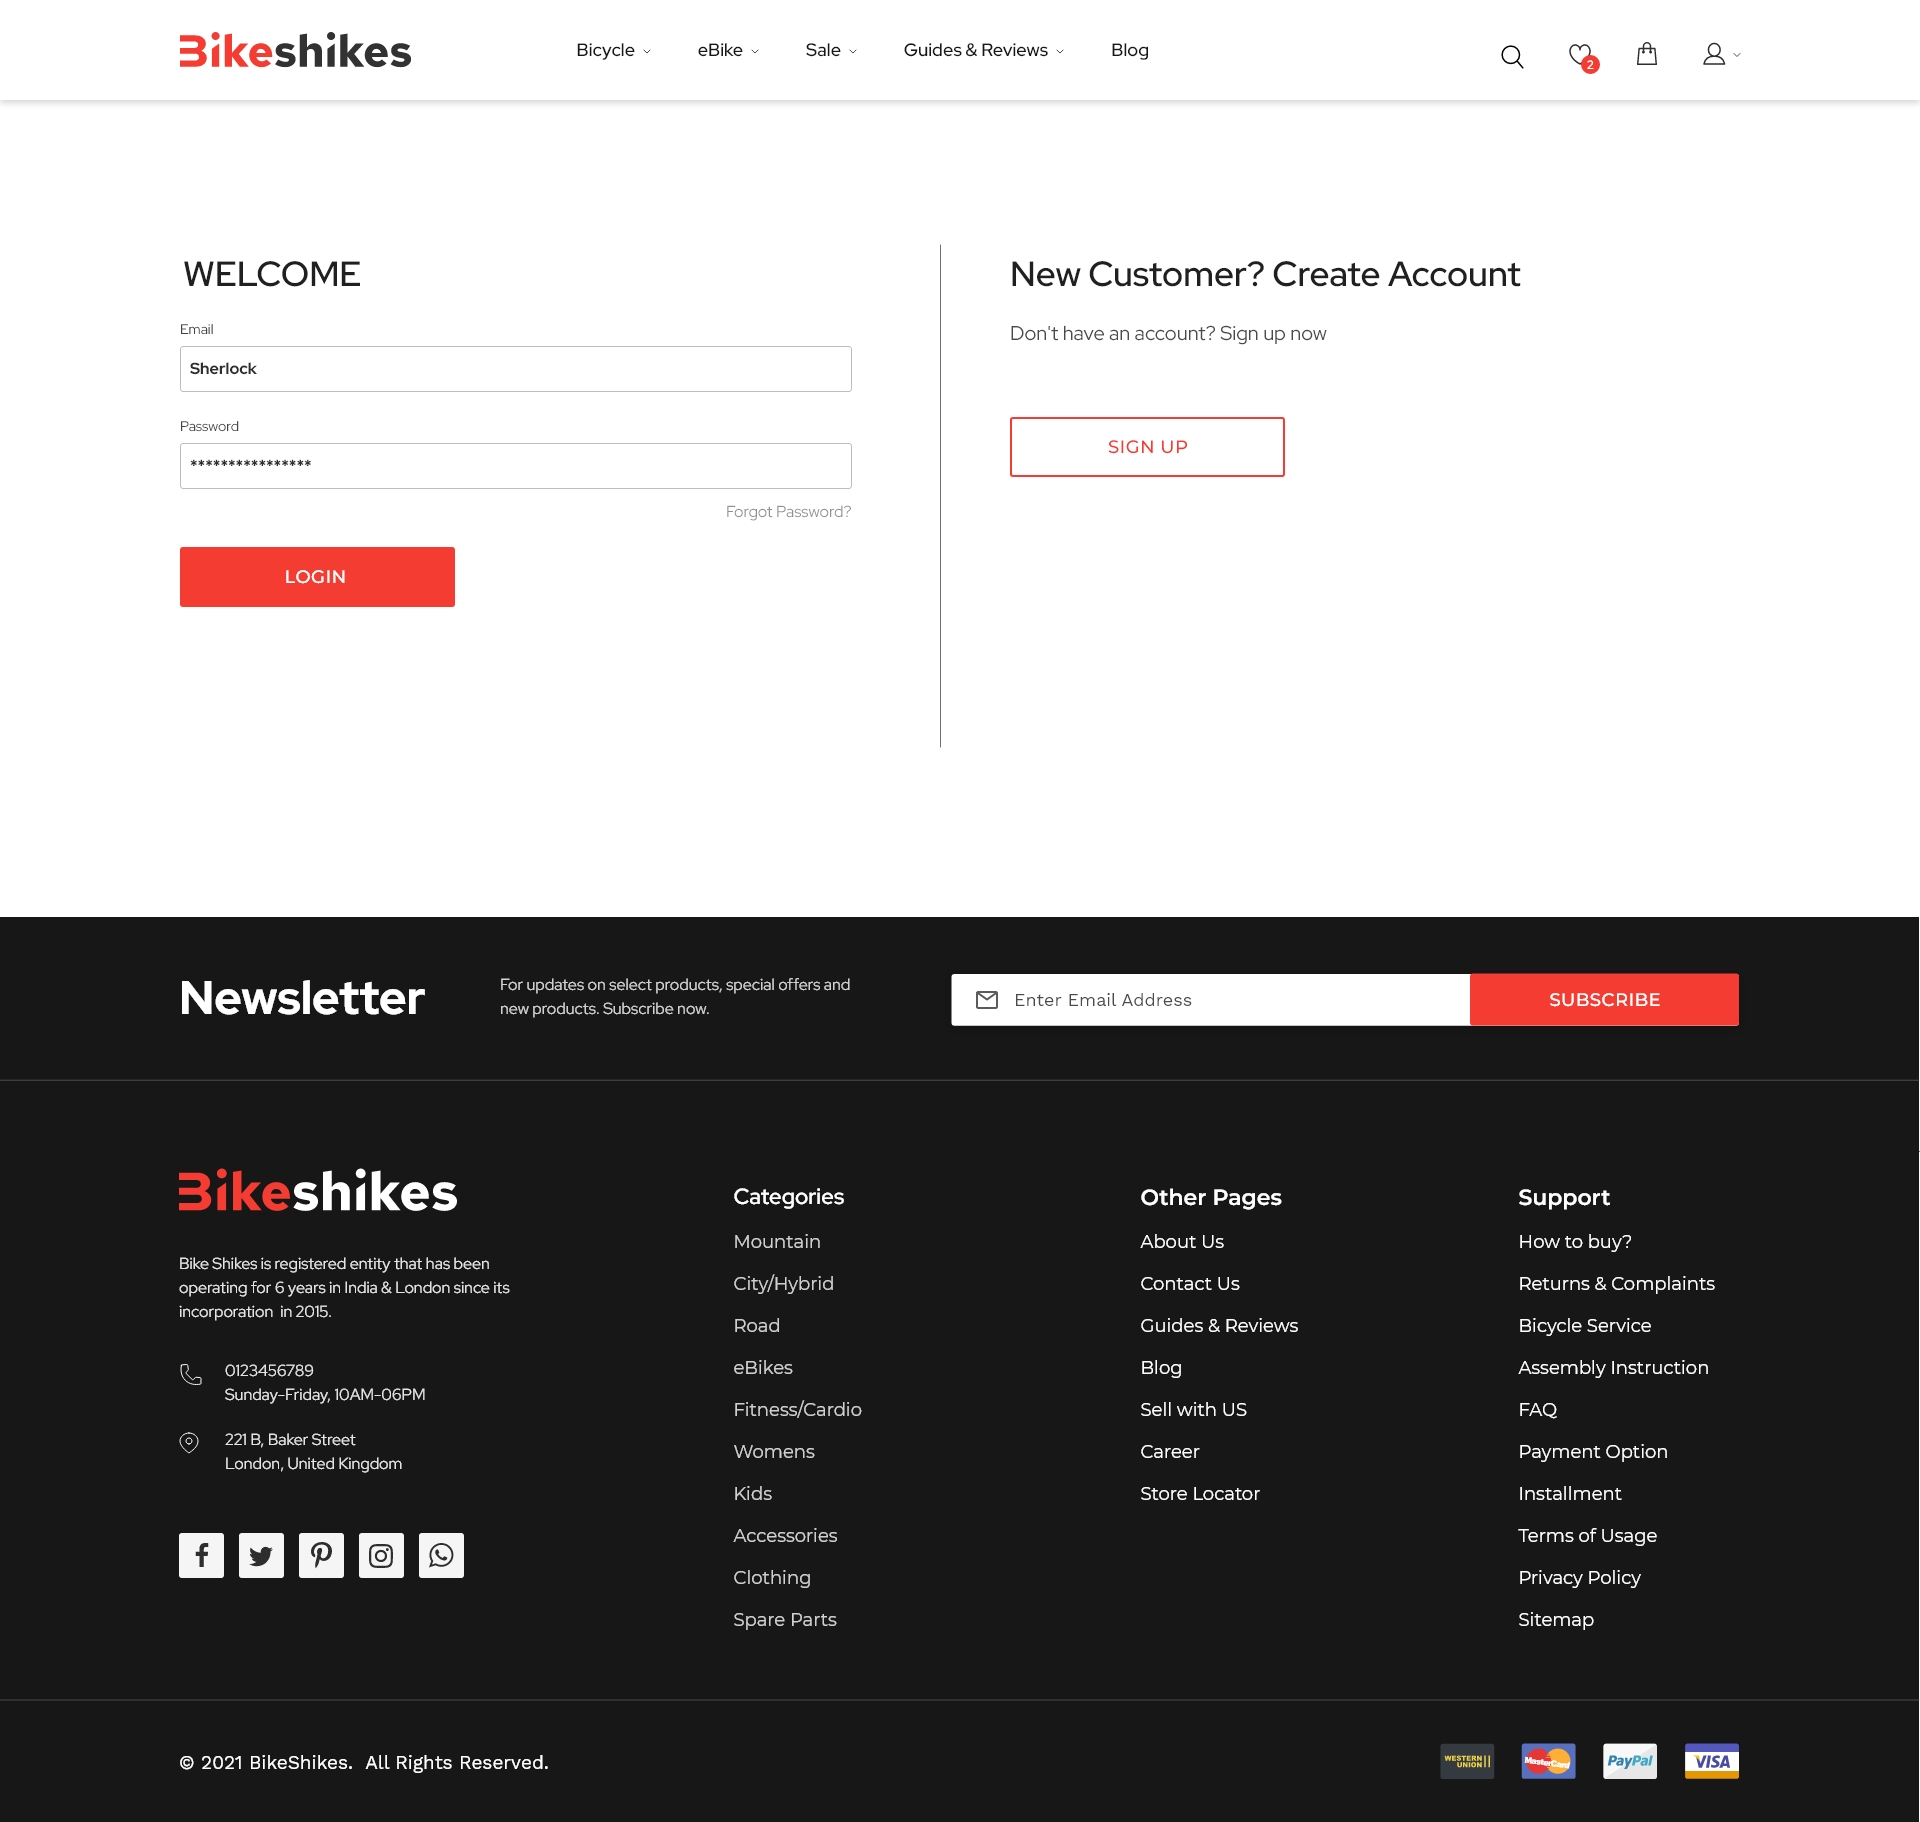 Bikeshikes
Bicycle
eBike
Sale
Guides & Reviews
Blog
2
WELCOME
Email
Sherlock
Password
****************
Forgot Password?
LOGIN
New Customer? Create Account
Don't have an account? Sign up now
SIGN UP
Newsletter
For updates on select products, special offers and
new products. Subscribe now.
Enter Email Address
SUBSCRIBE
Bikeshikes
Bike Shikes is registered entity that has been
operating for 6 years in India & London since its
incorporation in 2015.
0123456789
Sunday-Friday, 10AM-06PM
221 B, Baker Street
London, United Kingdom
Categories
Mountain
City/Hybrid
Road
eBikes
Fitness/Cardio
Womens
Kids
Accessories
Clothing
Spare Parts
Other Pages
About Us
Contact Us
Guides & Reviews
Blog
Sell with US
Career
Store Locator
Support
How to buy?
Returns & Complaints
Bicycle Service
Assembly Instruction
FAQ
Payment Option
Installment
Terms of Usage
Privacy Policy
Sitemap
© 2021 BikeShikes. All Rights Reserved.
WESTERN
UNION
MasterCard
PayPal
VISA